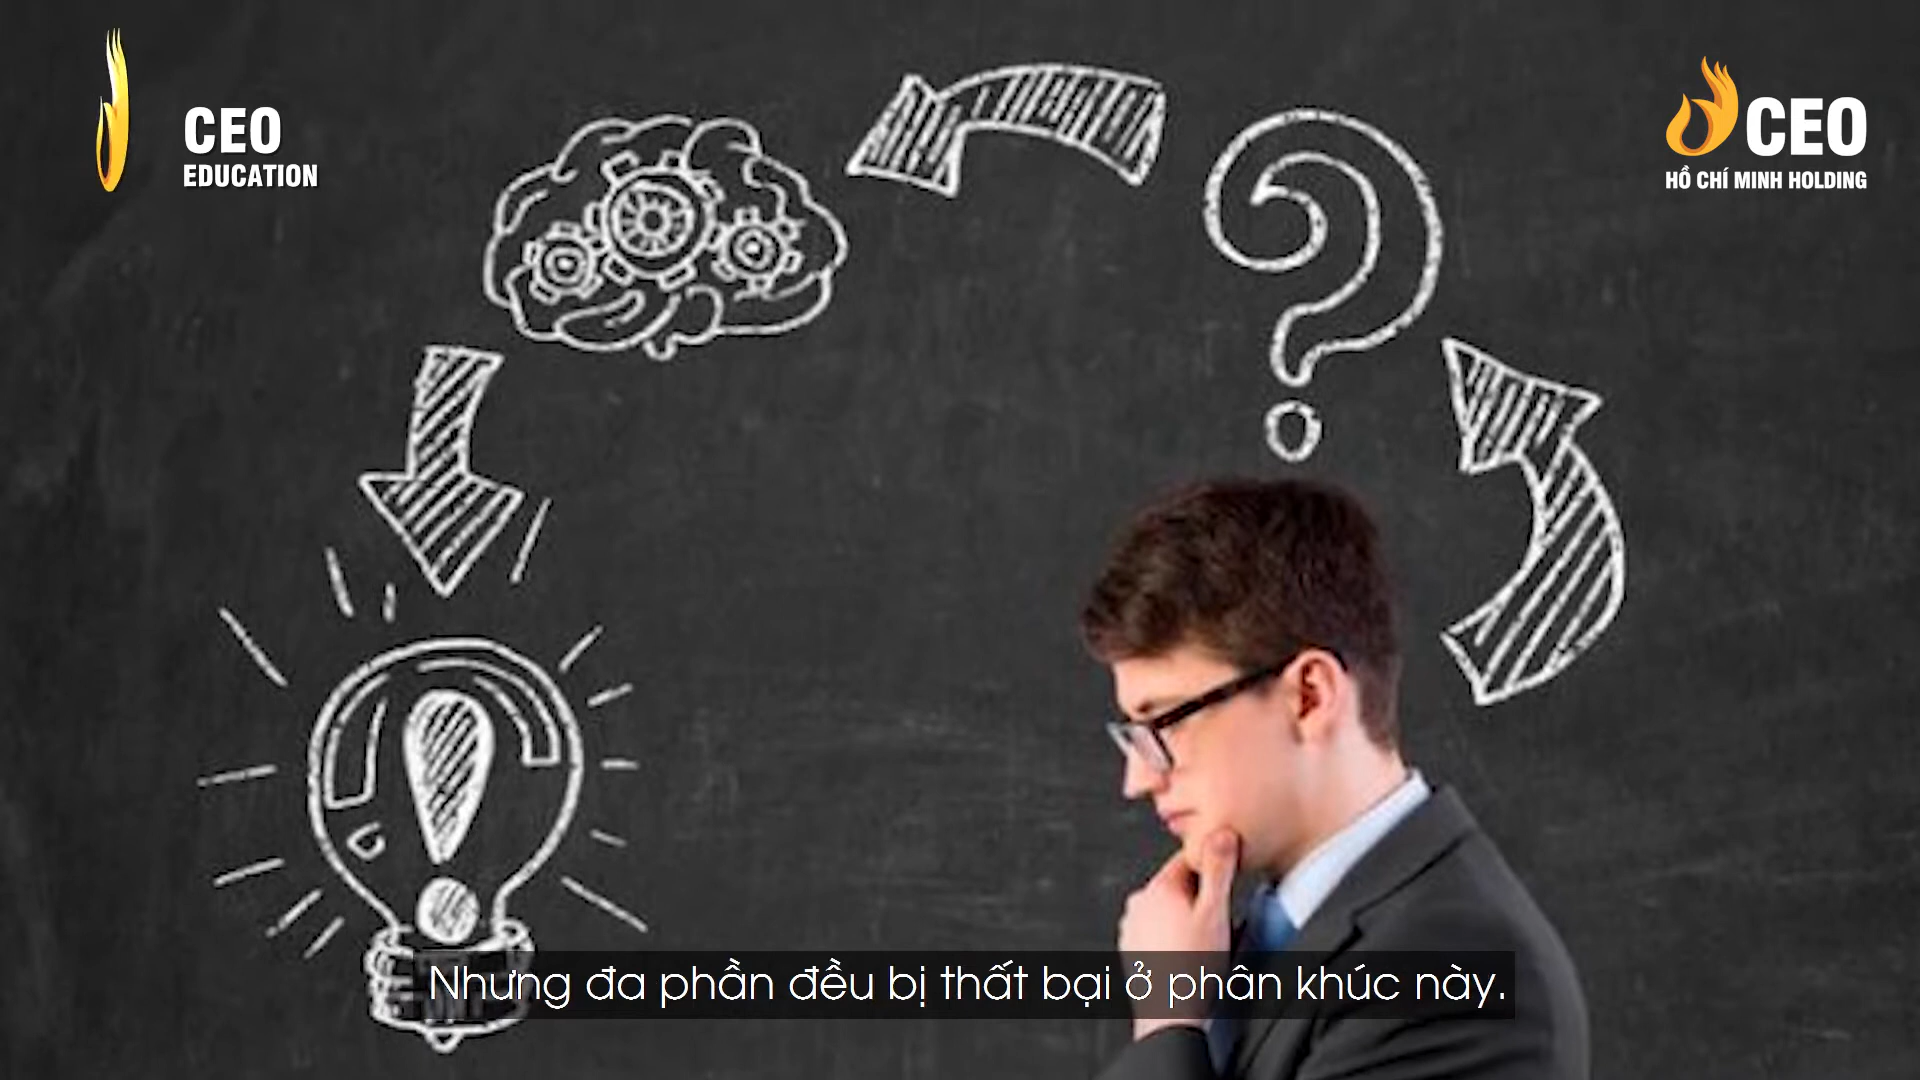 CEO
EDUCATION
CEO
HỒ CHÍ MINH HOLDING
Nhưng đa phần đều bị thất bại ở phân khúc này.